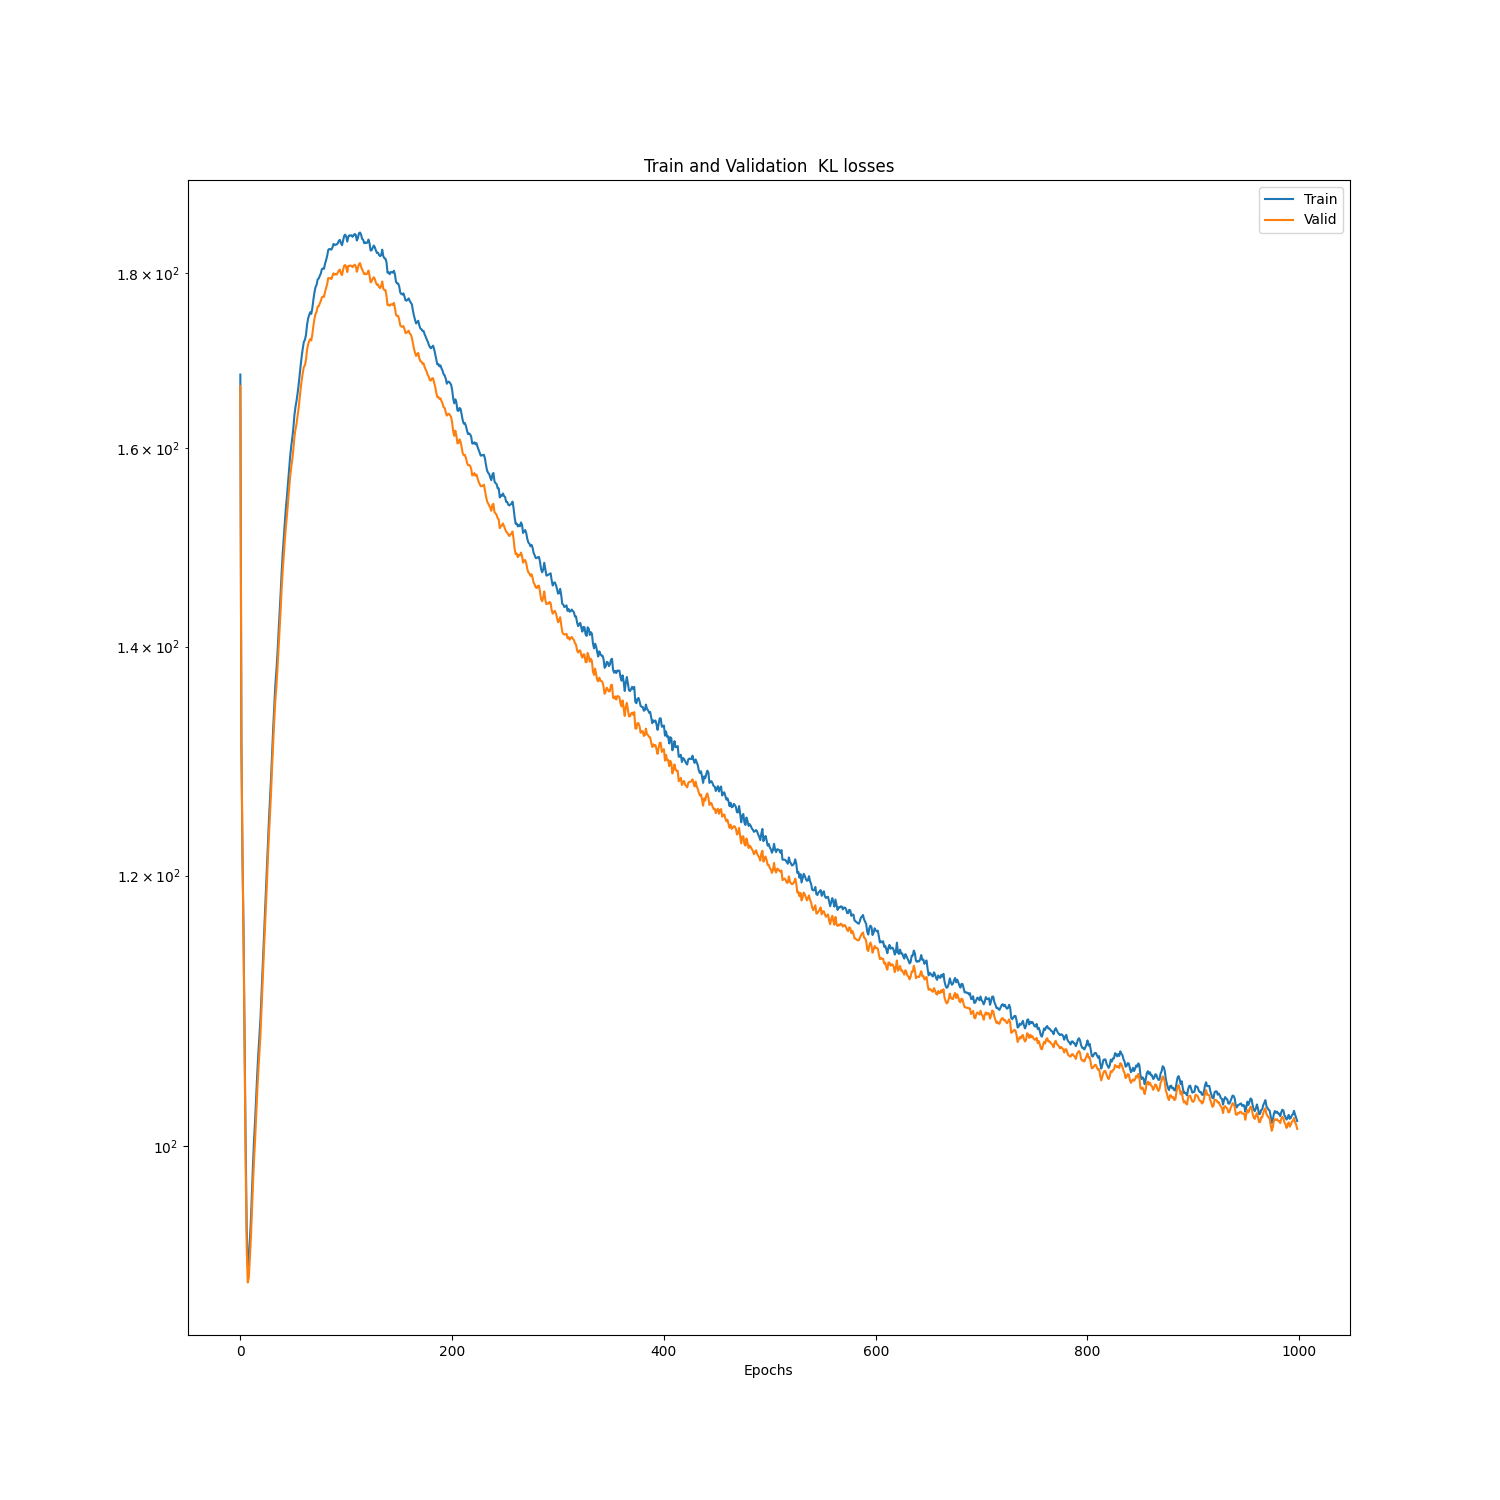 Train and Validation  KL losses
Train
Valid
1.8 × 10²
1.6 × 10²
1.4 × 10²
1.2 × 10²
10²
0 200 400 600 800 1000
Epochs